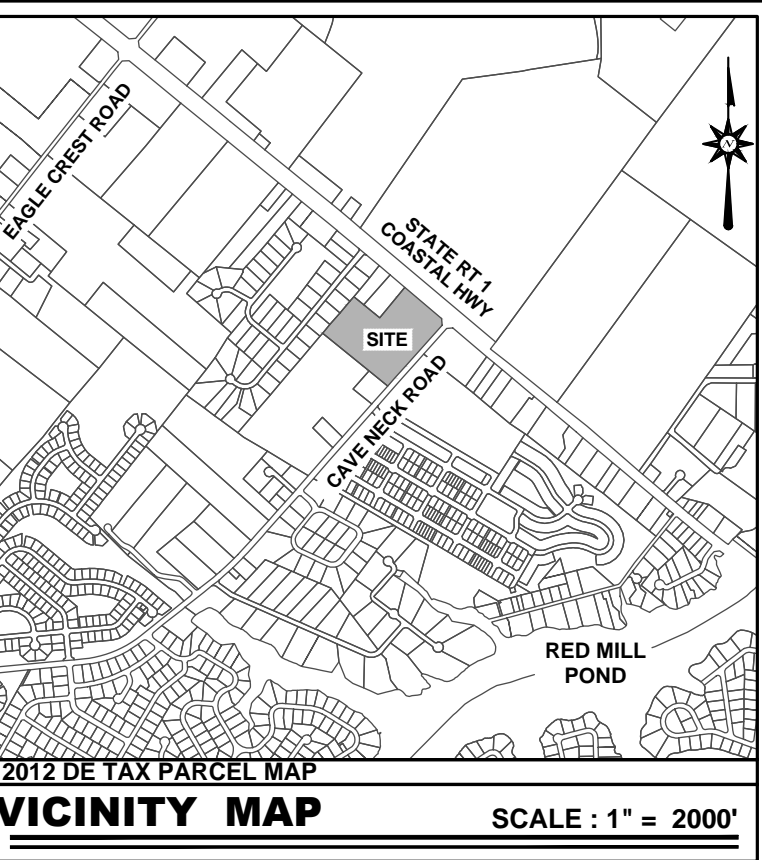 EAGLE CREST ROAD
N
STATE RT 1
COASTAL HWY
SITE
CAVE NECK ROAD
RED MILL
POND
2012 DE TAX PARCEL MAP
VICINITY MAP
SCALE : 1" = 2000'